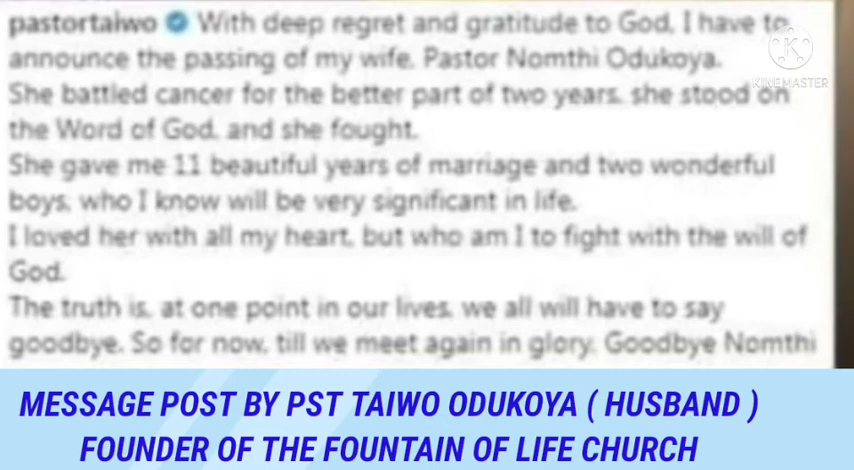 pastortaiwo With deep regret and gratitude to God, I have to
announce the passing of my wife, Pastor Nomthi Odukoya.
She battled cancer for the better part of two years, she stood on
the Word of God, and she fought.
She gave me 11 beautiful years of marriage and two wonderful
boys, who I know will be very significant in life.
I loved her with all my heart, but who am I to fight with the will of
God.
The truth is, at one point in our lives, we all will have to say
goodbye. So for now, till we meet again in glory. Goodbye Nomthi
K
KINEMASTER
MESSAGE POST BY PST TAIWO ODUKOYA ( HUSBAND )
FOUNDER OF THE FOUNTAIN OF LIFE CHURCH